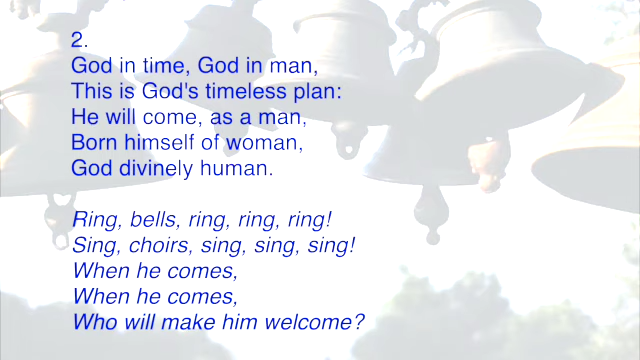 2.
God in time, God in man,
This is God's timeless plan:
He will come, as a man,
Born himself of woman,
God divinely human.
Ring, bells, ring, ring, ring!
Sing, choirs, sing, sing, sing!
When he comes,
When he comes,
Who will make him welcome?